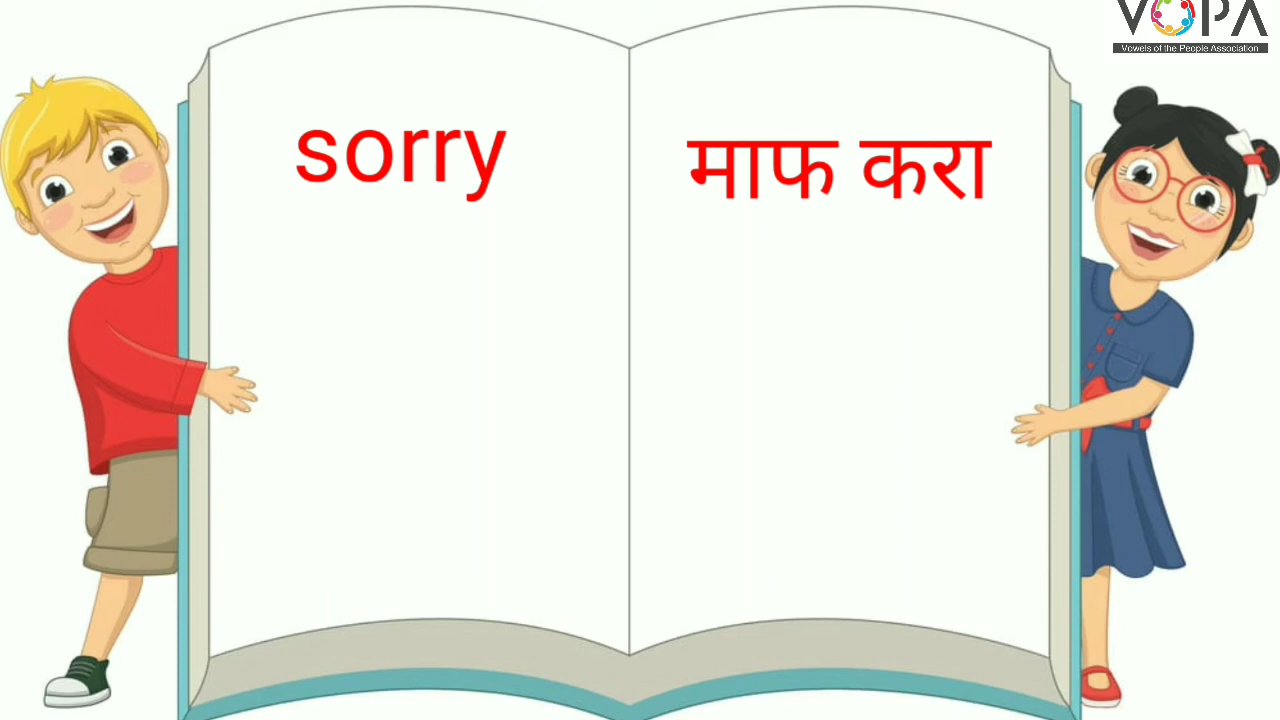 VOPA
Vowels of the People Association
sorry
माफ करा